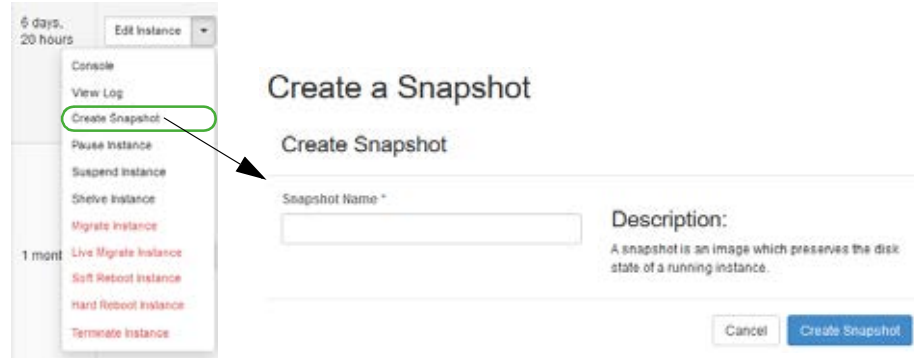 6 days,
20 hours
Edit Instance
Console
View Log
Create Snapshot
Pause Instance
Suspend Instance
Shelve Instance
Migrate Instance
1 mont
Live Migrate Instance
Soft Reboot Instance
Hard Reboot Instance
Terminate Instance
Create a Snapshot
Create Snapshot
Snapshot Name *
Description:
A snapshot is an image which preserves the disk
state of a running instance.
Cancel
Create Snapshot